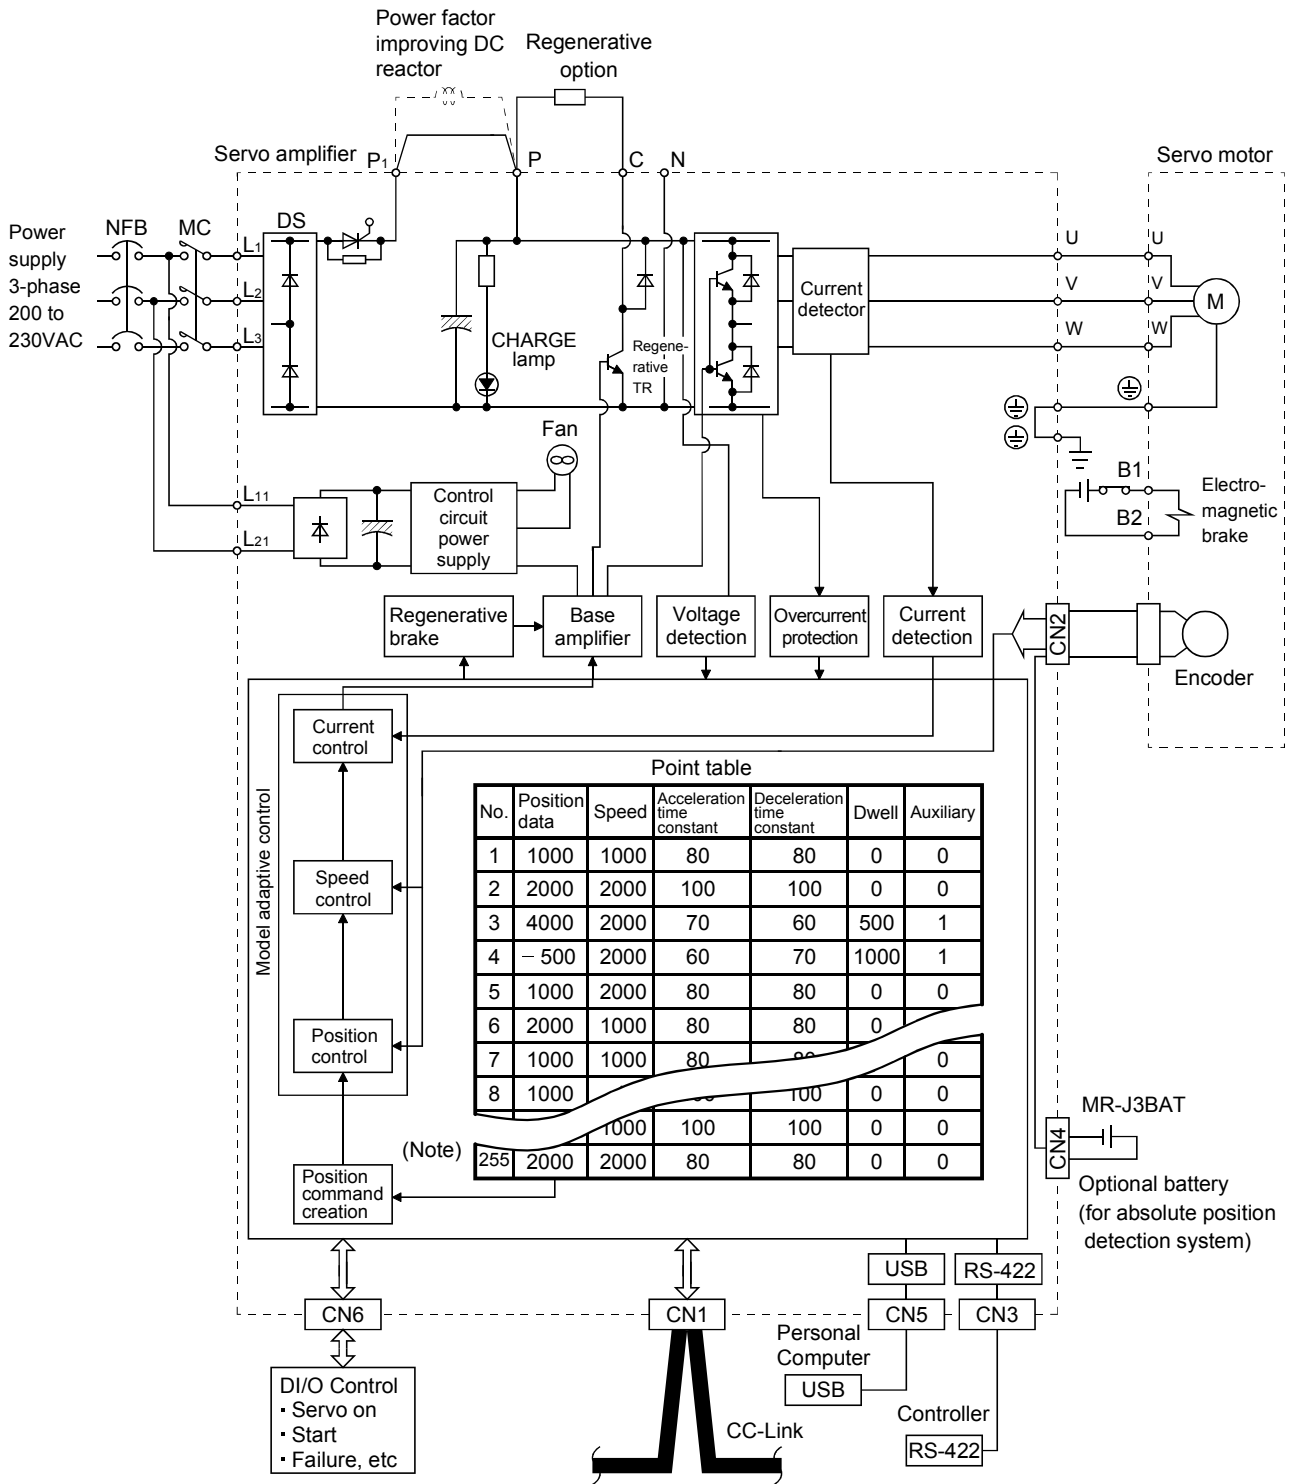 Power factor
improving DC
reactor
Regenerative
option
Servo amplifier
P1
P
C
N
Servo motor
Power
supply
3-phase
200 to
230VAC
NFB
MC
DS
L1
L2
L3
CHARGE
lamp
Regene-
rative
TR
Current
detector
U
V
W
U
V
W
M
Fan
L11
L21
Control
circuit
power
supply
B1
B2
Electro-
magnetic
brake
Regenerative
brake
Base
amplifier
Voltage
detection
Overcurrent
protection
Current
detection
CN2
Encoder
Model adaptive control
Current
control
Speed
control
Position
control
Position
command
creation
Point table
No. Position data Speed Acceleration time constant Deceleration time constant Dwell Auxiliary
1 1000 1000 80 80 0 0
2 2000 2000 100 100 0 0
3 4000 2000 70 60 500 1
4 － 500 2000 60 70 1000 1
5 1000 2000 80 80 0 0
6 2000 1000 80 80 0
7 1000 1000 80 80 0
8 1000 100 0 0
1000 100 100 0 0
255 2000 2000 80 80 0 0
(Note)
CN4
MR-J3BAT
Optional battery
(for absolute position
detection system)
USB
RS-422
CN6
CN1
CN5
CN3
DI/O Control
・Servo on
・Start
・Failure, etc
CC-Link
Personal
Computer
USB
Controller
RS-422